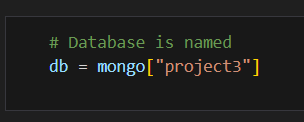 # Database is named
db = mongo["project3"]